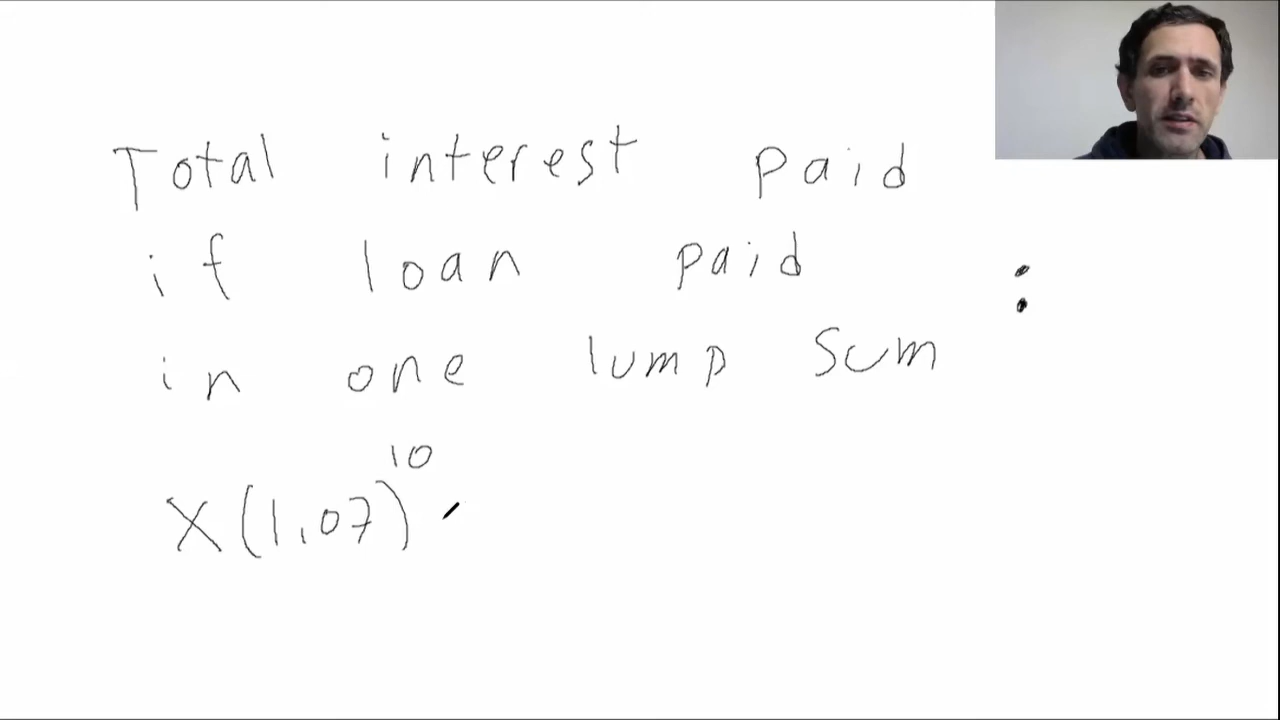 Total interest paid
if loan paid :
in one lump sum
X(1.07)^10